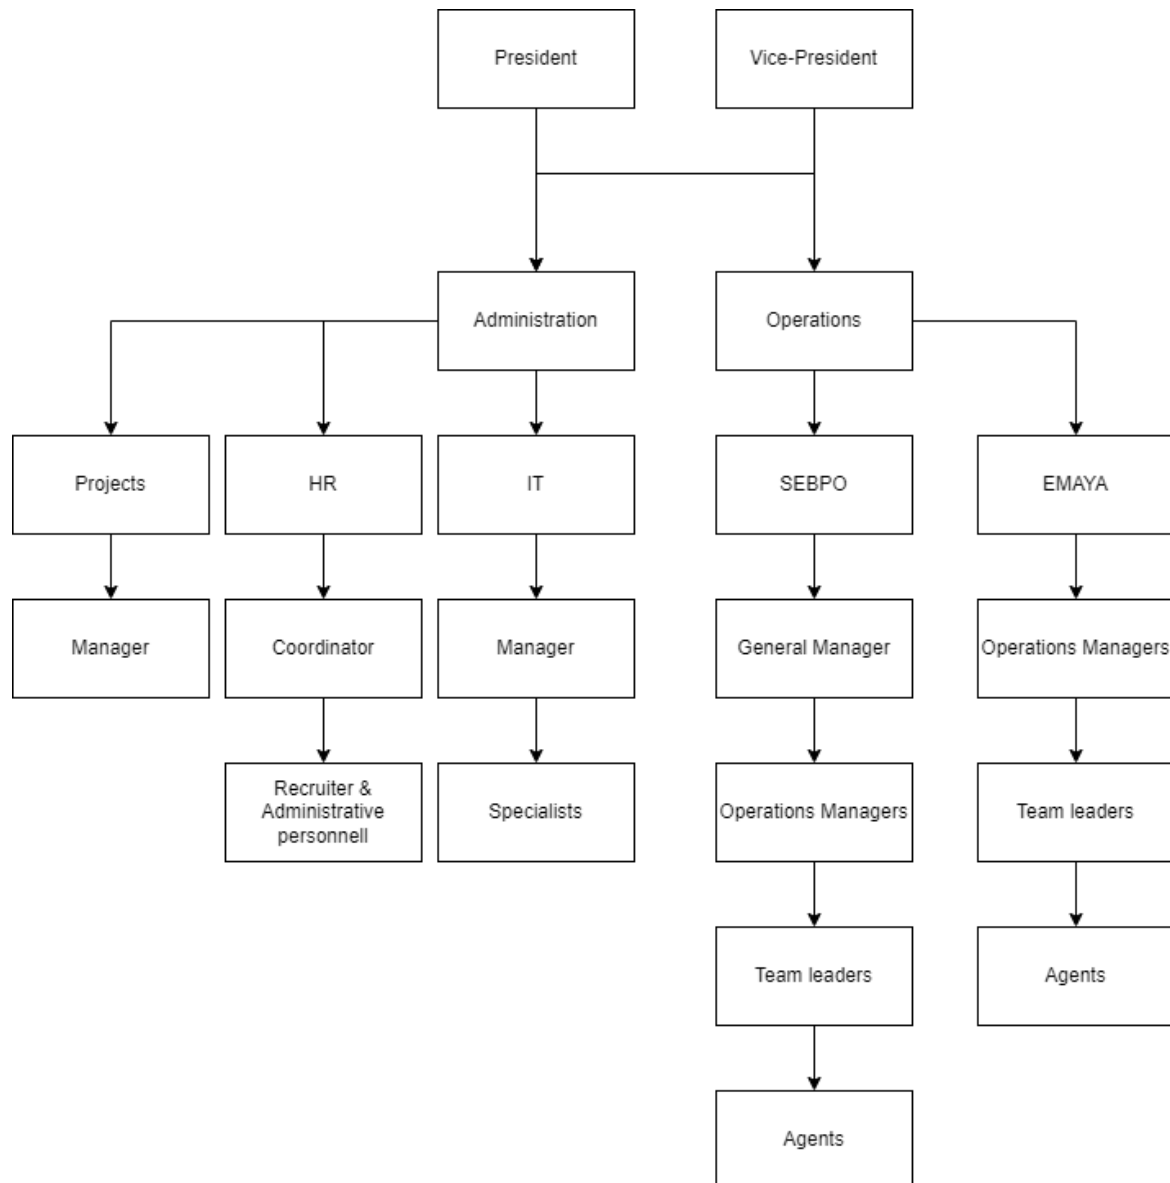 President
Vice-President
Administration
Operations
Projects
HR
IT
SEBPO
EMAYA
Manager
Coordinator
Manager
General Manager
Operations Managers
Recruiter &
Administrative
personnell
Specialists
Operations Managers
Team leaders
Team leaders
Agents
Agents